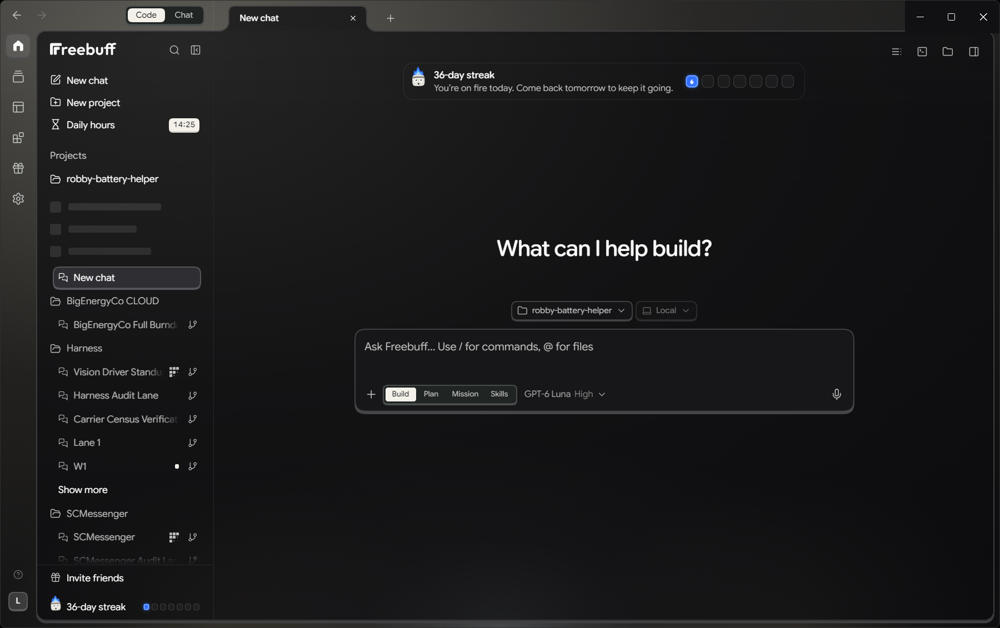 Code Chat
New chat
Freebuff
New chat
New project
Daily hours 14:25
Projects
robby-battery-helper
New chat
BigEnergyCo CLOUD
BigEnergyCo Full Burnd
Harness
Vision Driver Standu
Harness Audit Lane
Carrier Census Verificat
Lane 1
W1
Show more
SCMessenger
SCMessenger
SCMessenger Audit La
Invite friends
L
36-day streak
36-day streak
You're on fire today. Come back tomorrow to keep it going.
What can I help build?
robby-battery-helper Local
Ask Freebuff... Use / for commands, @ for files
Build Plan Mission Skills GPT-6 Luna High